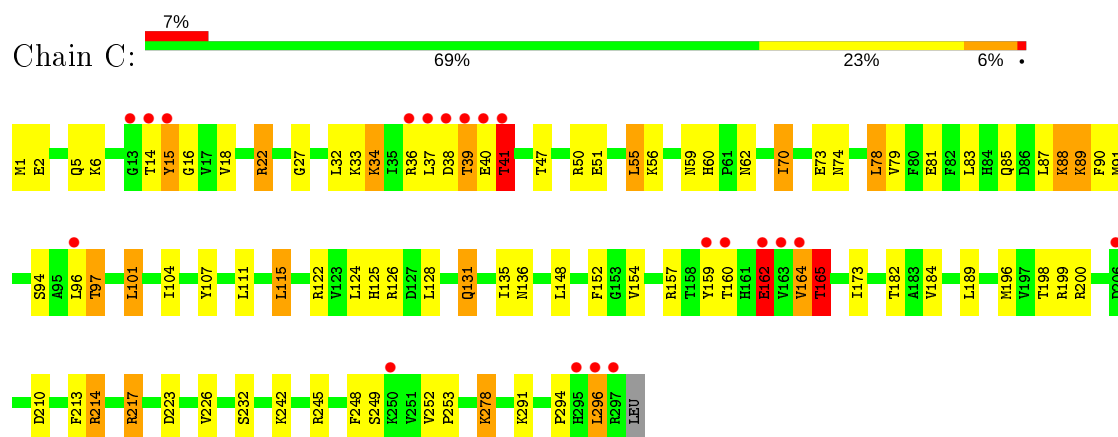 7%
Chain C:
69% 23% 6% •
M1 E2 Q5 K6 G13 T14 Y15 G16 V17 V18 R22 G27 L32 K33 K34 I35 R36 L37 D38 T39 E40 T41 T47 R50 E51 L55 K56 N59 H60 P61 N62 I70 E73 N74 L78 V79 F80 E81 F82 L83 H84 Q85 D86 L87 K88 K89 F90 M91
S94 A95 L96 T97 L101 I104 Y107 L111 L115 R122 V123 L124 H125 R126 D127 L128 Q131 I135 N136 L148 F152 G153 V154 R157 T158 Y159 T160 H161 E162 V163 V164 T165 I173 T182 A183 V184 L189 M196 V197 T198 R199 R200 D206
D210 F213 R214 R217 D223 V226 S232 K242 R245 F248 S249 K250 V251 V252 P253 K278 K291 P294 H295 L296 R297 LEU